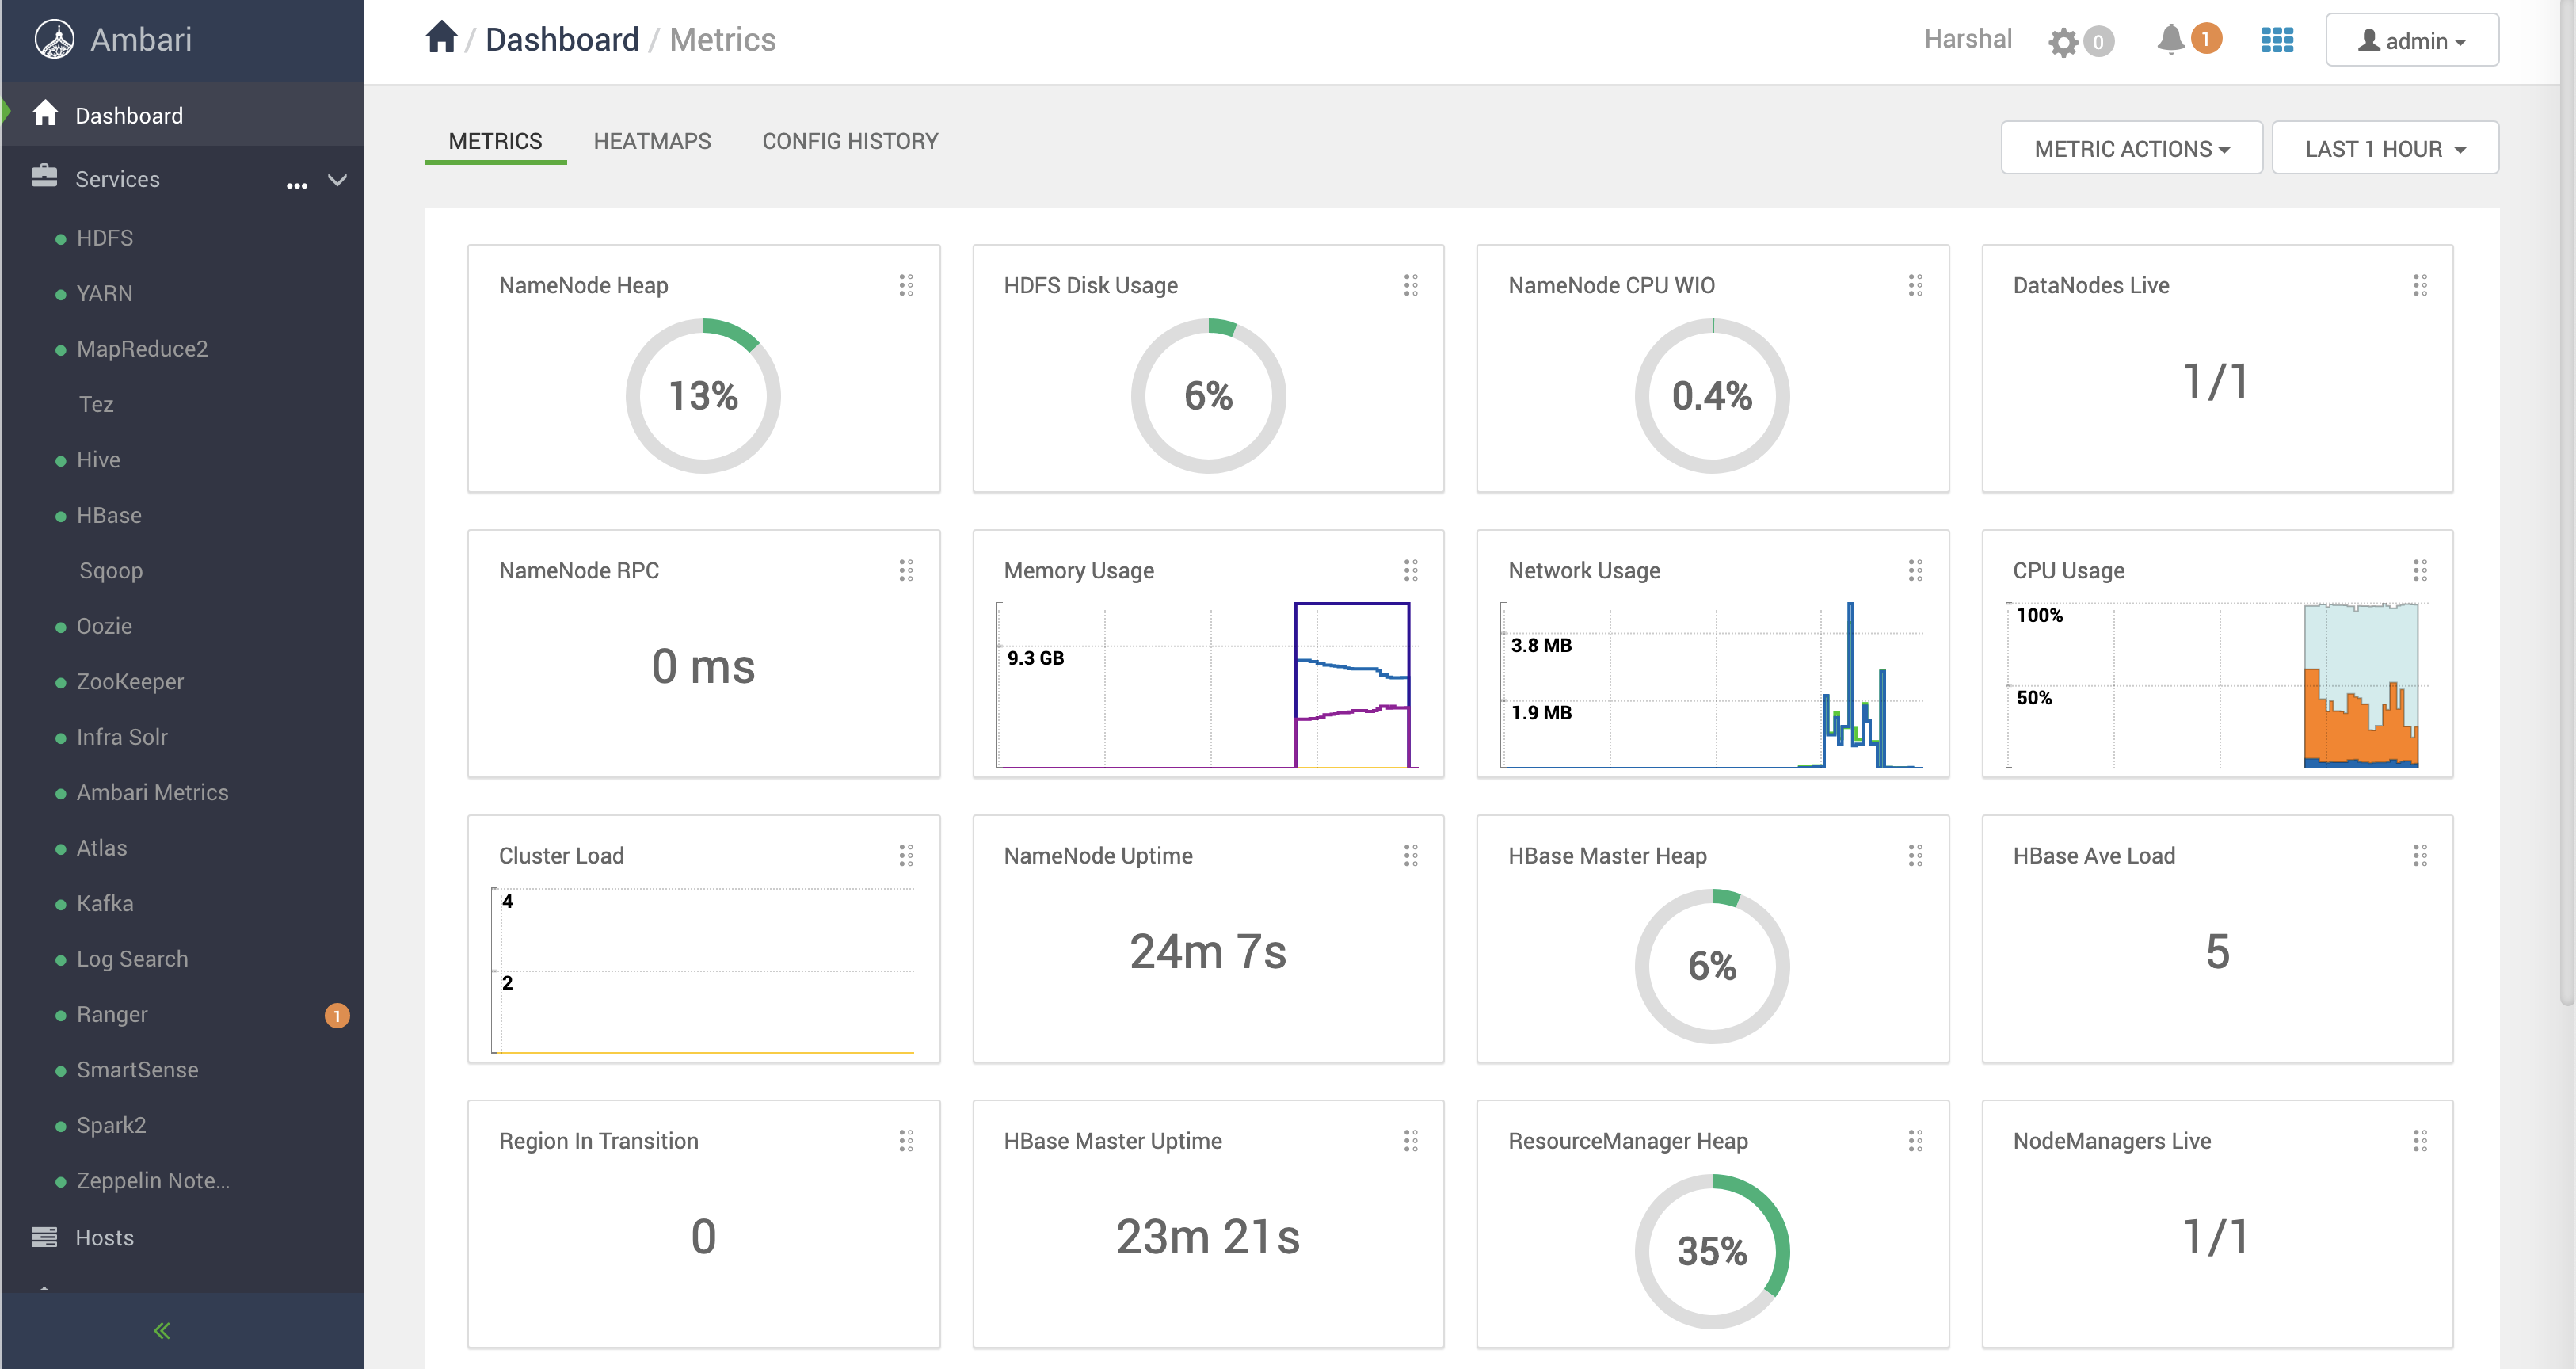 Ambari
Dashboard
Services ...
HDFS
YARN
MapReduce2
Tez
Hive
HBase
Sqoop
Oozie
ZooKeeper
Infra Solr
Ambari Metrics
Atlas
Kafka
Log Search
Ranger 1
SmartSense
Spark2
Zeppelin Note...
Hosts
/ Dashboard / Metrics
Harshal 0 1 admin
METRICS HEATMAPS CONFIG HISTORY
METRIC ACTIONS LAST 1 HOUR
NameNode Heap
13%
HDFS Disk Usage
6%
NameNode CPU WIO
0.4%
DataNodes Live
1/1
NameNode RPC
0 ms
Memory Usage
9.3 GB
Network Usage
3.8 MB
1.9 MB
CPU Usage
100%
50%
Cluster Load
4
2
NameNode Uptime
24m 7s
HBase Master Heap
6%
HBase Ave Load
5
Region In Transition
0
HBase Master Uptime
23m 21s
ResourceManager Heap
35%
NodeManagers Live
1/1